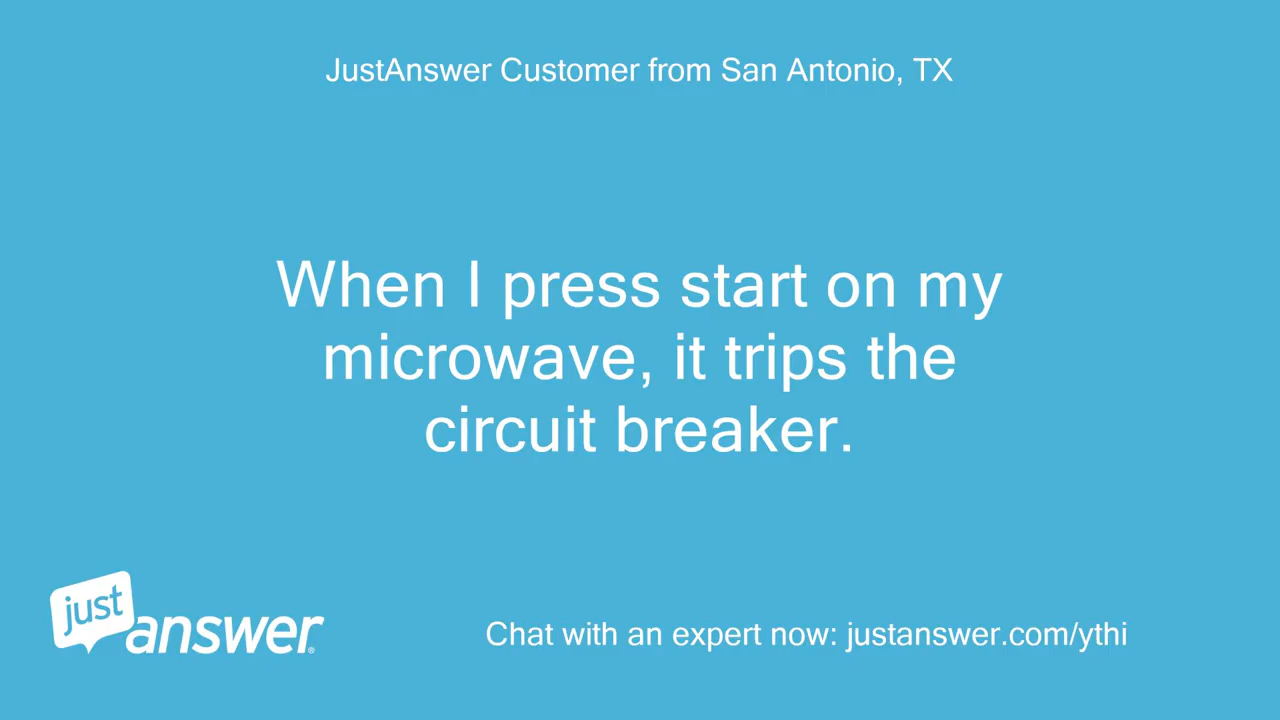 JustAnswer Customer from San Antonio, TX
When I press start on my
microwave, it trips the
circuit breaker.
just
answer®
Chat with an expert now: justanswer.com/ythi